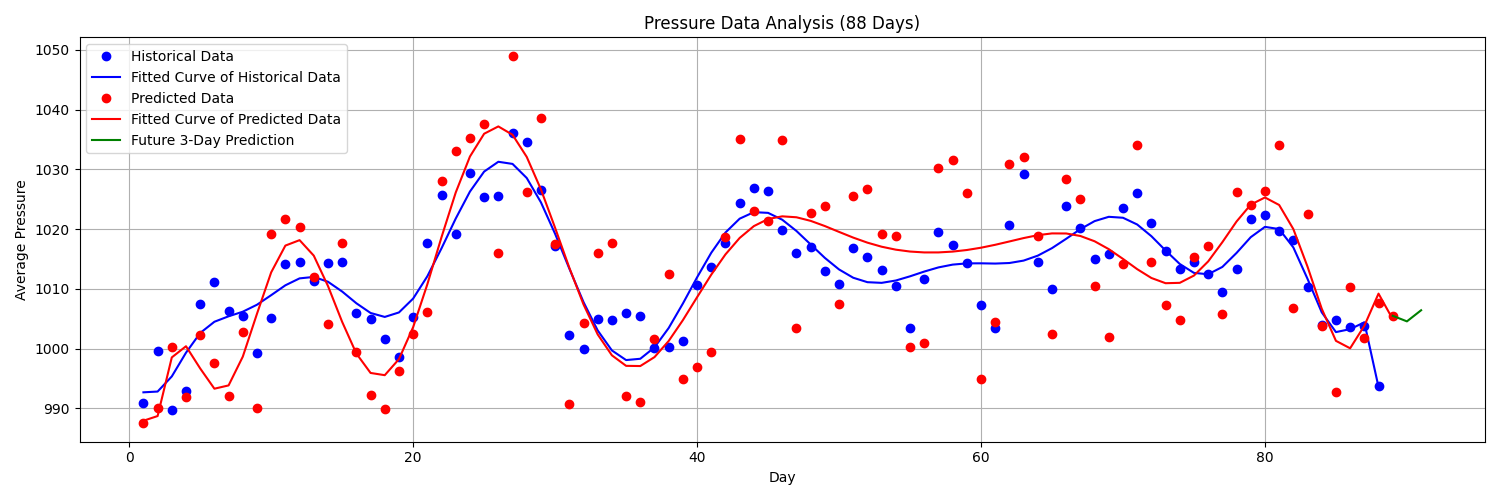 Pressure Data Analysis (88 Days)
Historical Data
Fitted Curve of Historical Data
Predicted Data
Fitted Curve of Predicted Data
Future 3-Day Prediction
Average Pressure
1050
1040
1030
1020
1010
1000
990
0 20 40 60 80
Day